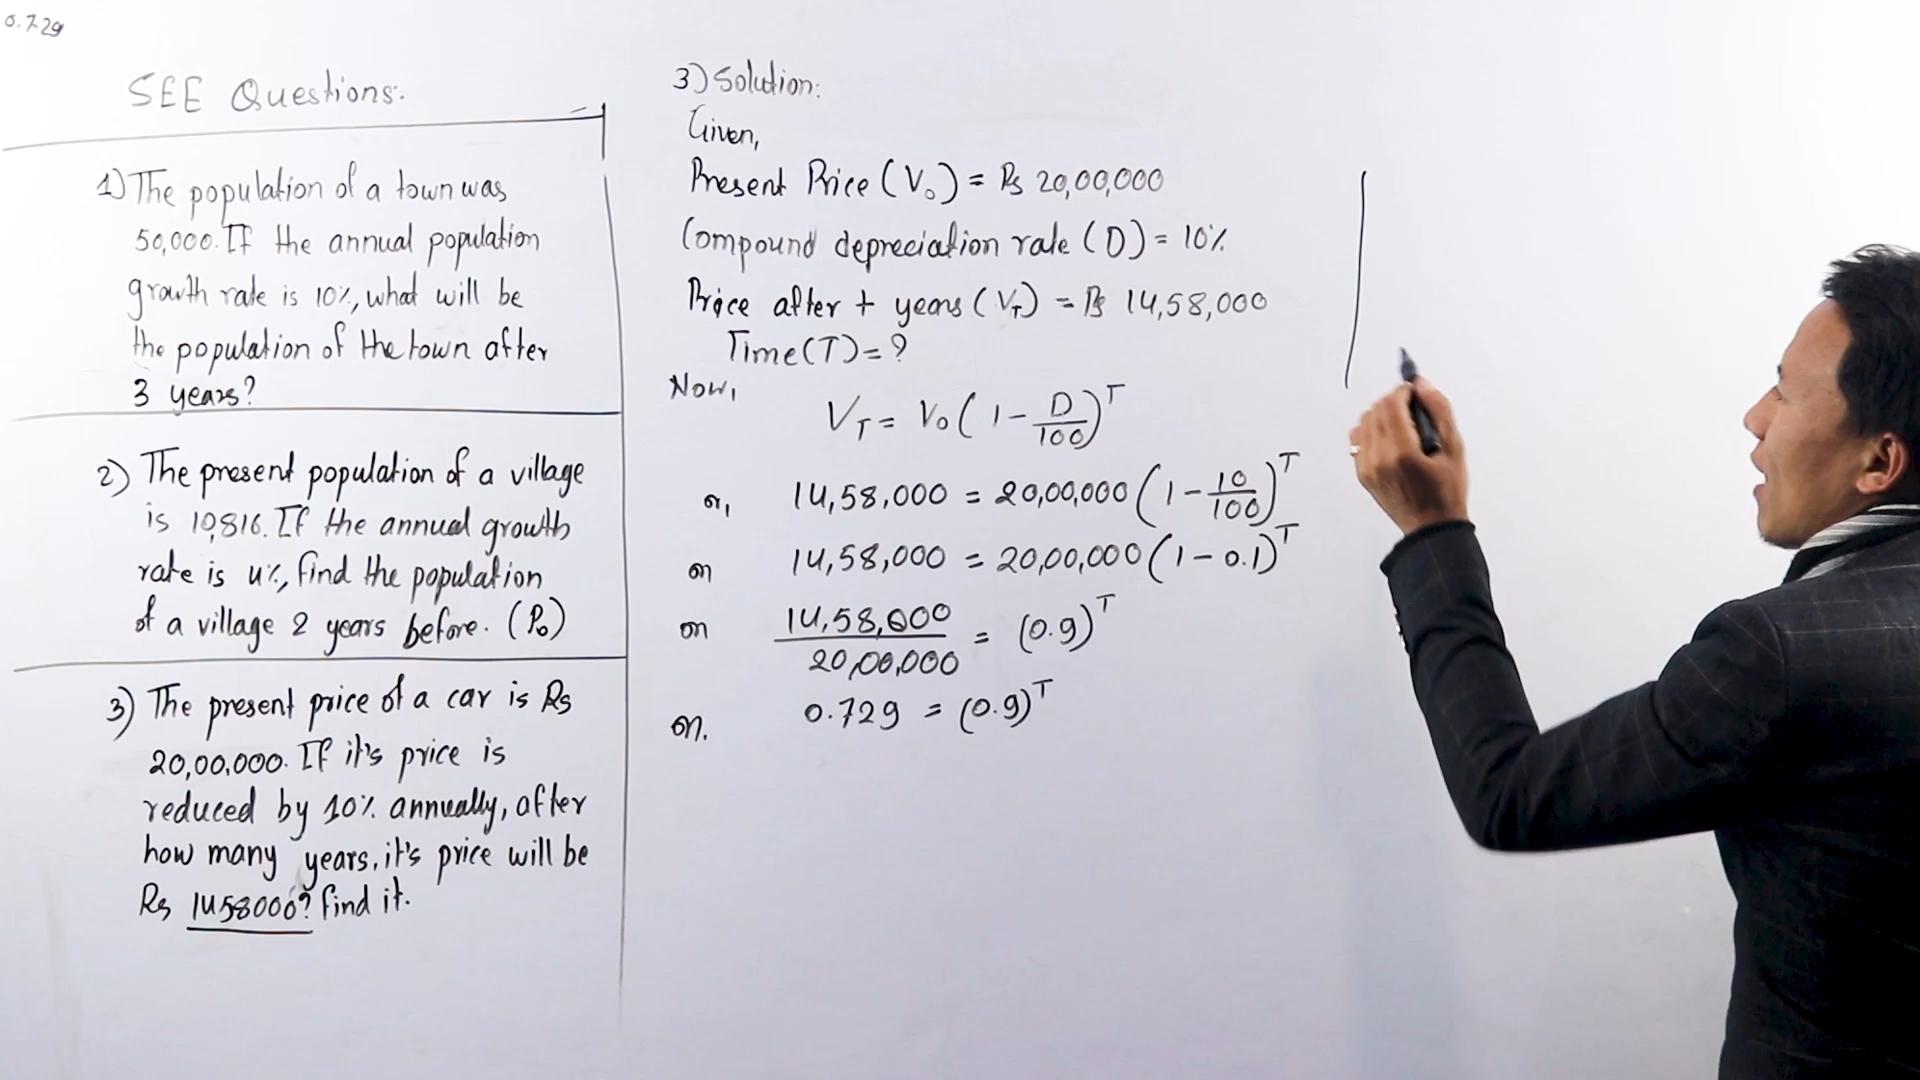 0.729
SEE Questions:
1) The population of a town was
50,000. If the annual population
growth rate is 10%, what will be
the population of the town after
3 years?
2) The present population of a village
is 10,816. If the annual growth
rate is 4%, find the population
of a village 2 years before. (P₀)
3) The present price of a car is Rs
20,00,000. If it's price is
reduced by 10% annually, after
how many years, it's price will be
Rs 1458000? find it.
3) Solution:
Given,
Present Price (V₀) = Rs 20,00,000
Compound depreciation rate (D) = 10%
Price after t years (V_T) = Rs 14,58,000
Time (T) = ?
Now,
V_T = V₀ (1 - D/100)^T
or, 14,58,000 = 20,00,000 (1 - 10/100)^T
or 14,58,000 = 20,00,000 (1 - 0.1)^T
or 14,58,000/20,00,000 = (0.9)^T
or. 0.729 = (0.9)^T